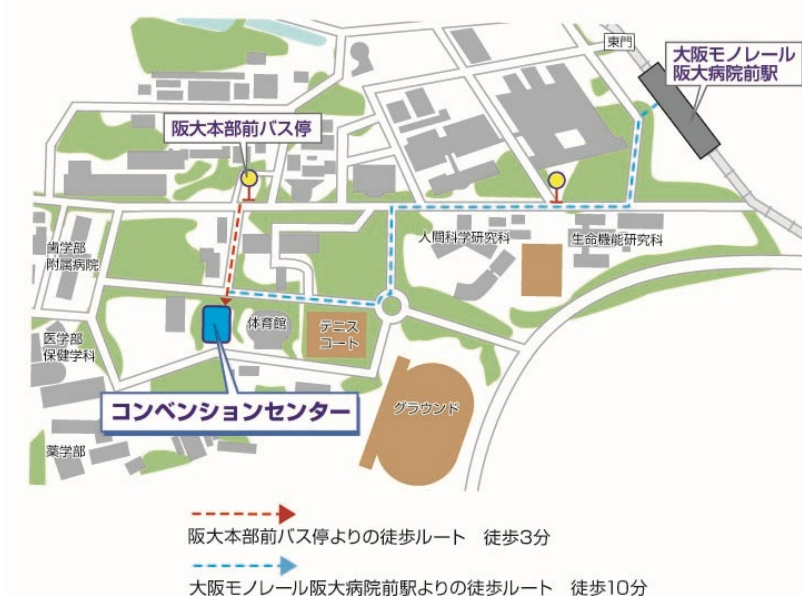 東門
大阪モノレール
阪大病院前駅
阪大本部前バス停
歯学部
附属病院
人間科学研究科
生命機能研究科
体育館
テニス
コート
医学部
保健学科
コンベンションセンター
グラウンド
薬学部
阪大本部前バス停よりの徒歩ルート　徒歩3分
大阪モノレール阪大病院前駅よりの徒歩ルート　徒歩10分